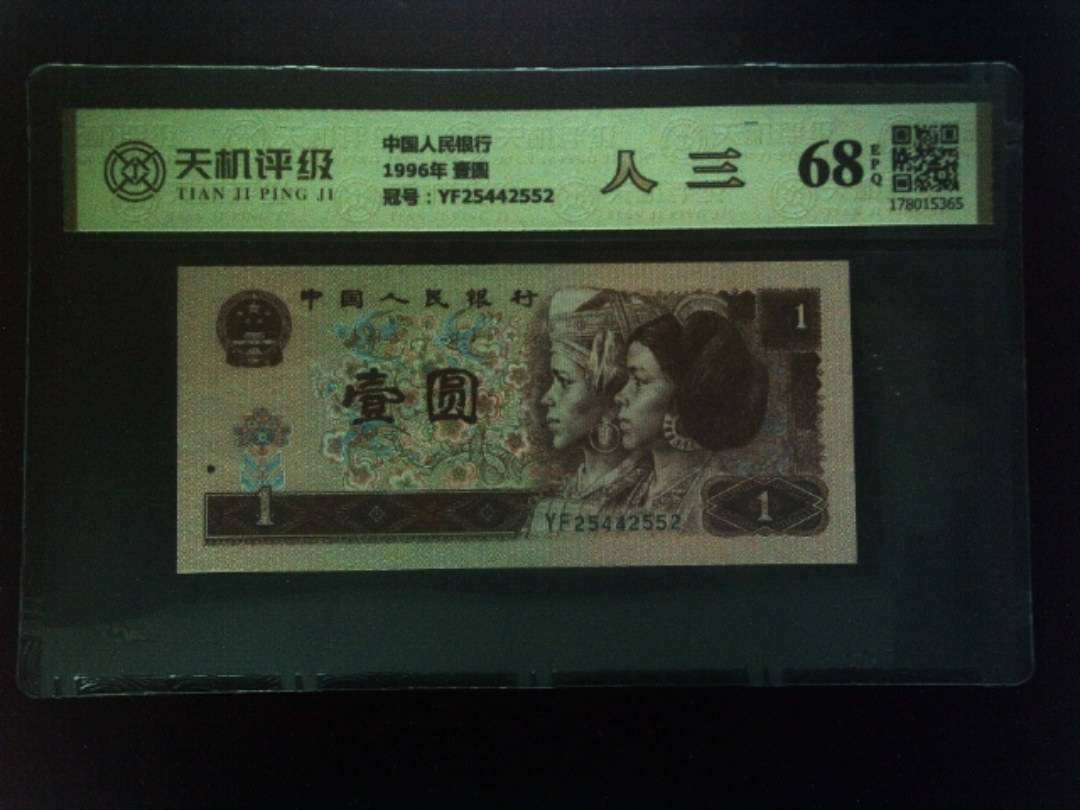 天机评级
TIAN JI PING JI
中国人民银行
1996年 壹圆
冠号：YF25442552
人 三
68
EPQ
178015365
中国人民银行
1
壹圆
1
YF25442552
1